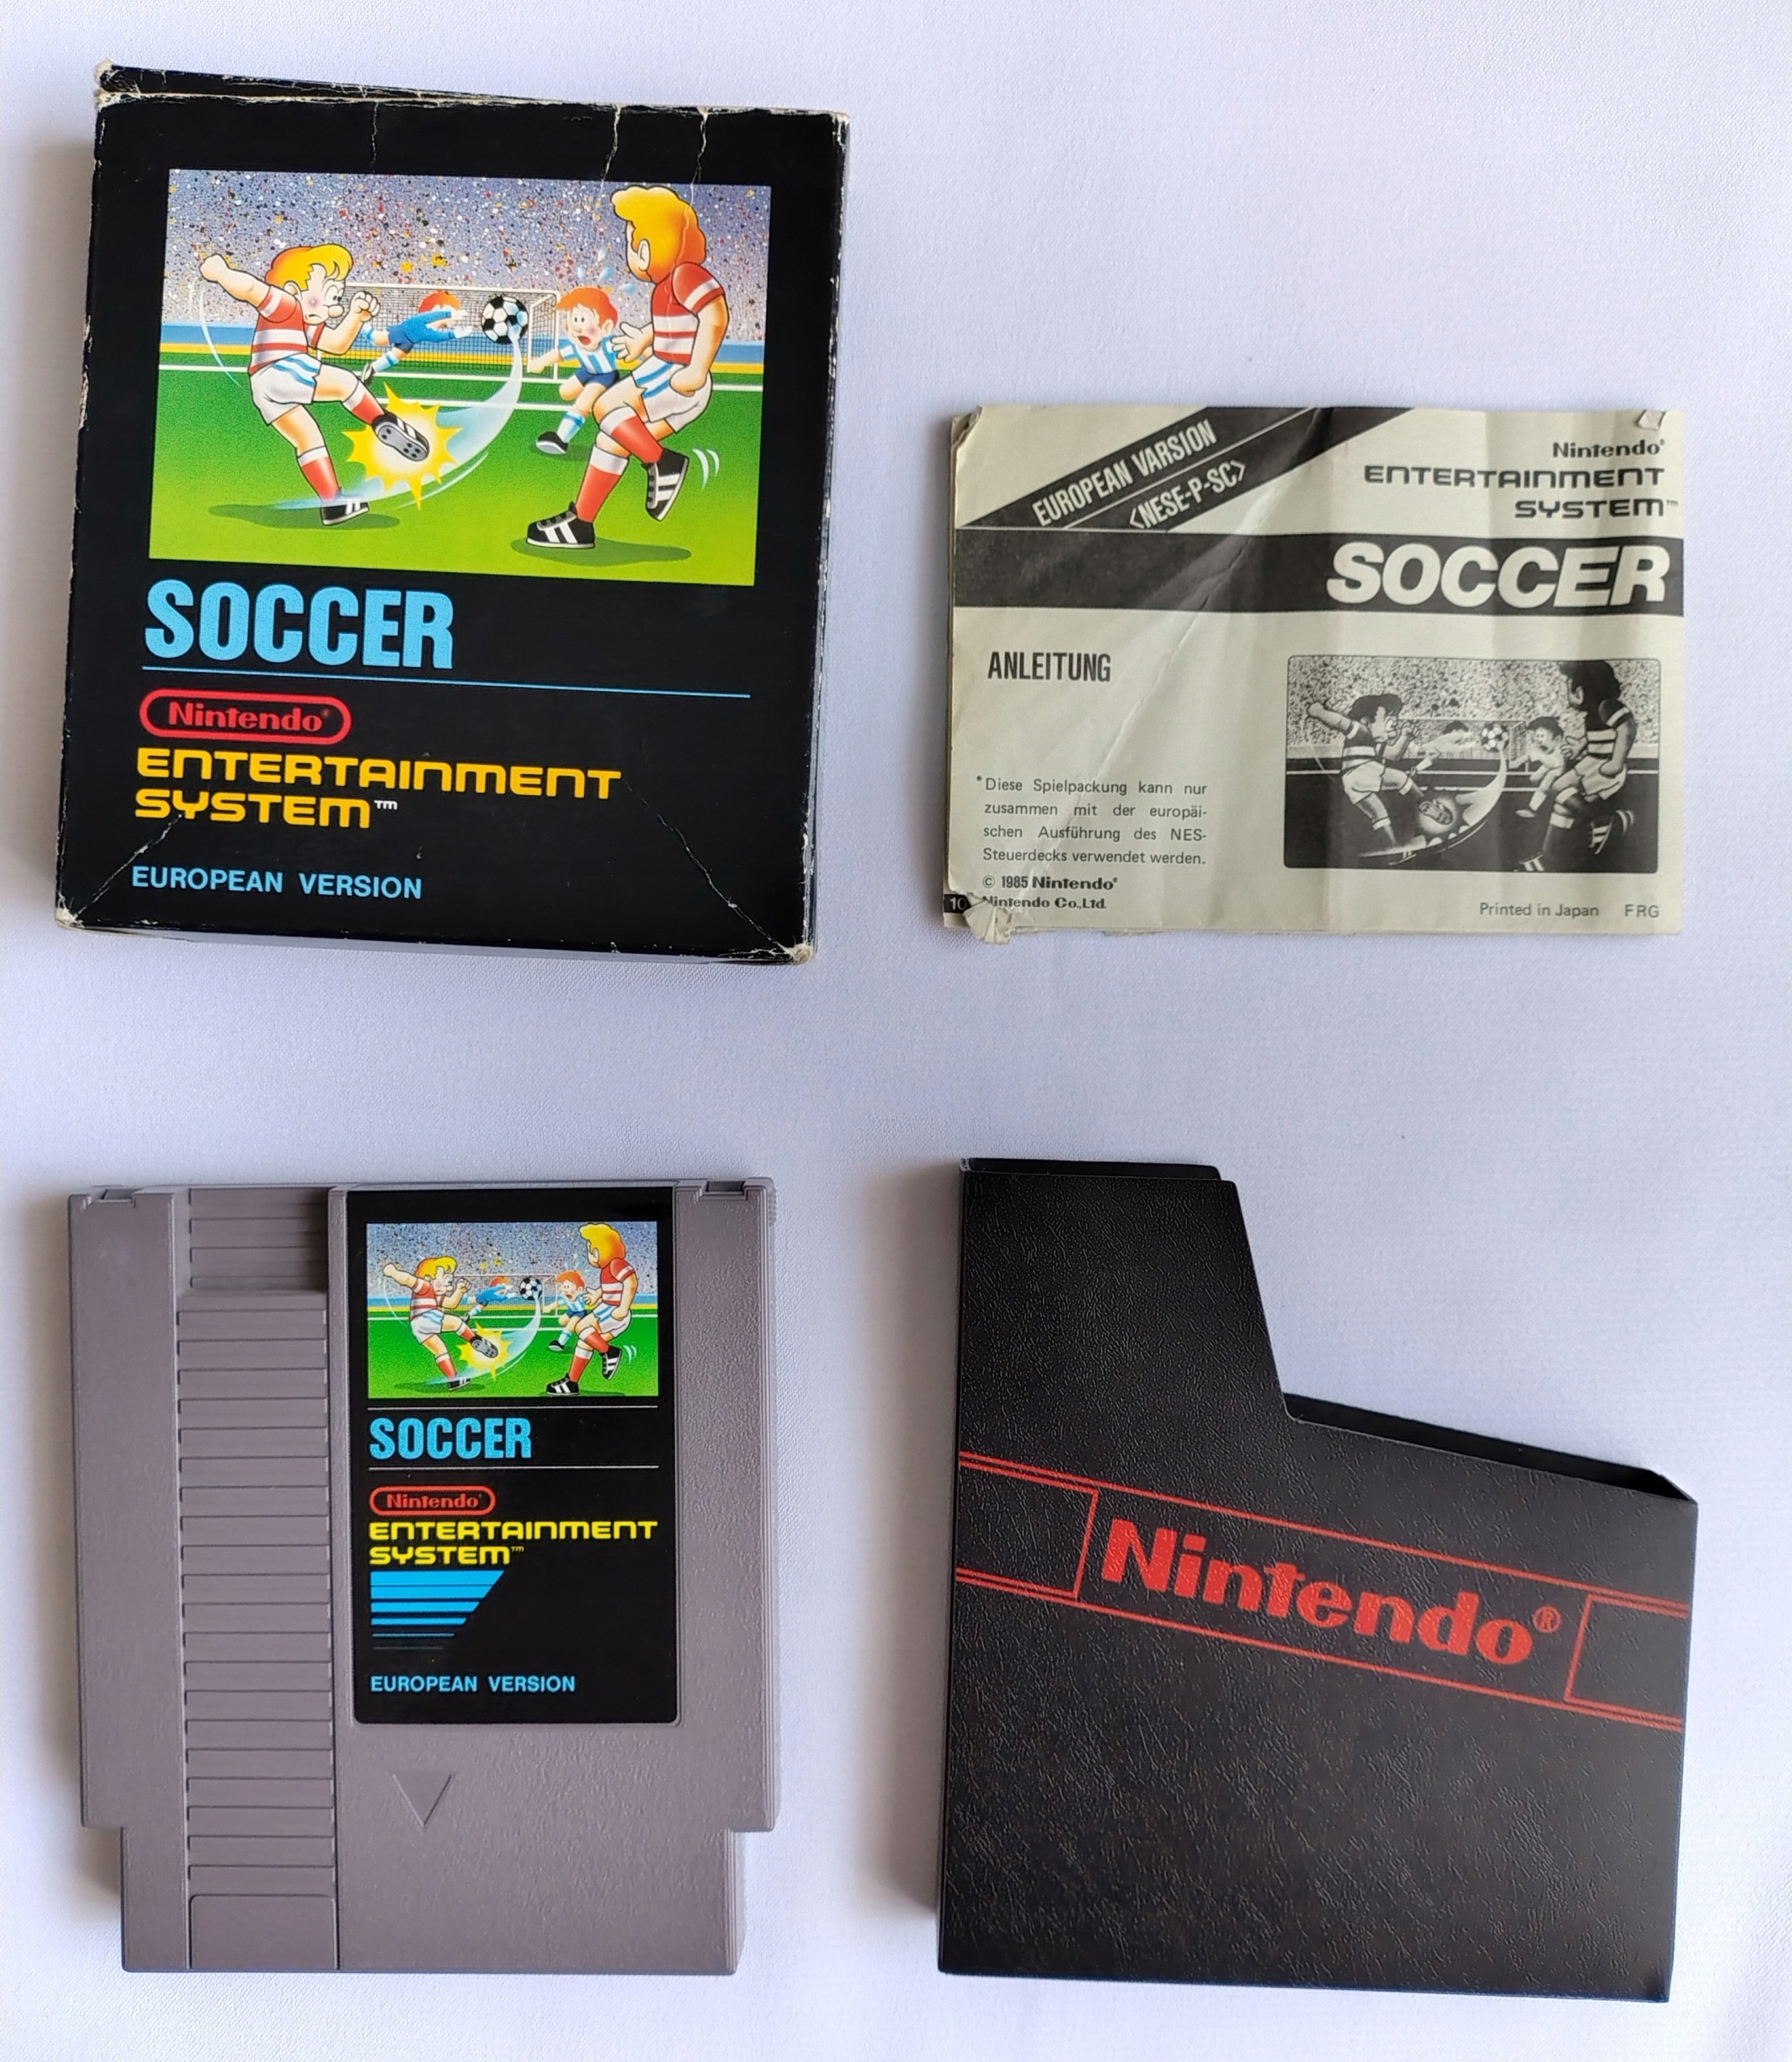 SOCCER
Nintendo®
ENTERTAINMENT
SYSTEM™
EUROPEAN VERSION
EUROPEAN VARSION
<NESE-P-SC>
Nintendo®
ENTERTAINMENT
SYSTEM™
SOCCER
ANLEITUNG
*Diese Spielpackung kann nur
zusammen mit der europäi-
schen Ausführung des NES-
Steuerdecks verwendet werden.
© 1985 Nintendo®
Nintendo Co.,Ltd.
10
Printed in Japan FRG
SOCCER
Nintendo®
ENTERTAINMENT
SYSTEM™
EUROPEAN VERSION
Nintendo®